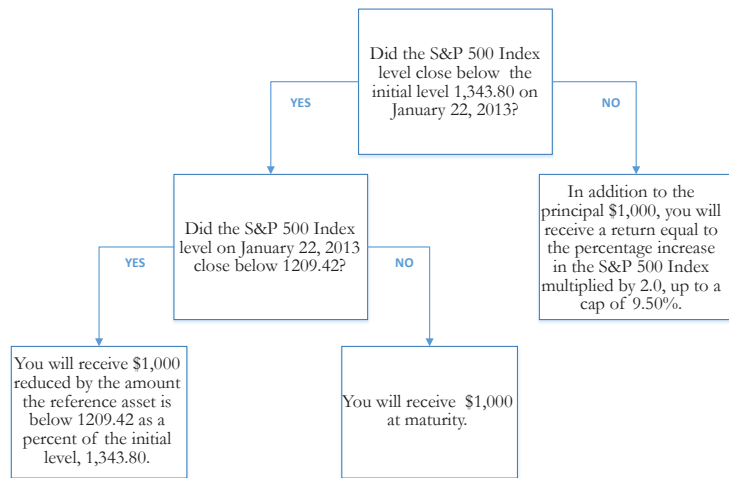 Did the S&P 500 Index
level close below the
initial level 1,343.80 on
January 22, 2013?
YES
NO
Did the S&P 500 Index
level on January 22, 2013
close below 1209.42?
In addition to the
principal $1,000, you will
receive a return equal to
the percentage increase
in the S&P 500 Index
multiplied by 2.0, up to a
cap of 9.50%.
YES
NO
You will receive $1,000
reduced by the amount
the reference asset is
below 1209.42 as a
percent of the initial
level, 1,343.80.
You will receive $1,000
at maturity.